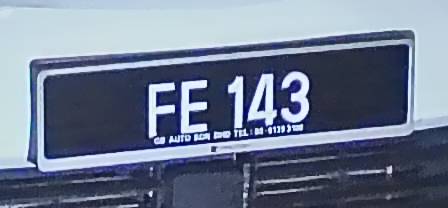 FE 143
GB AUTO SDN BHD TEL: